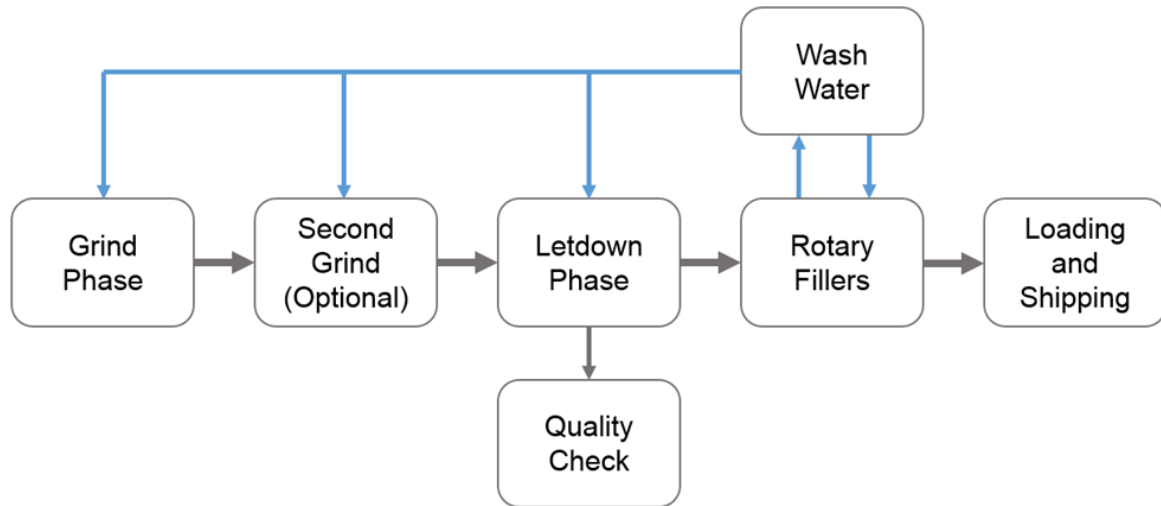 Wash
Water
Grind
Phase
Second
Grind
(Optional)
Letdown
Phase
Rotary
Fillers
Loading
and
Shipping
Quality
Check